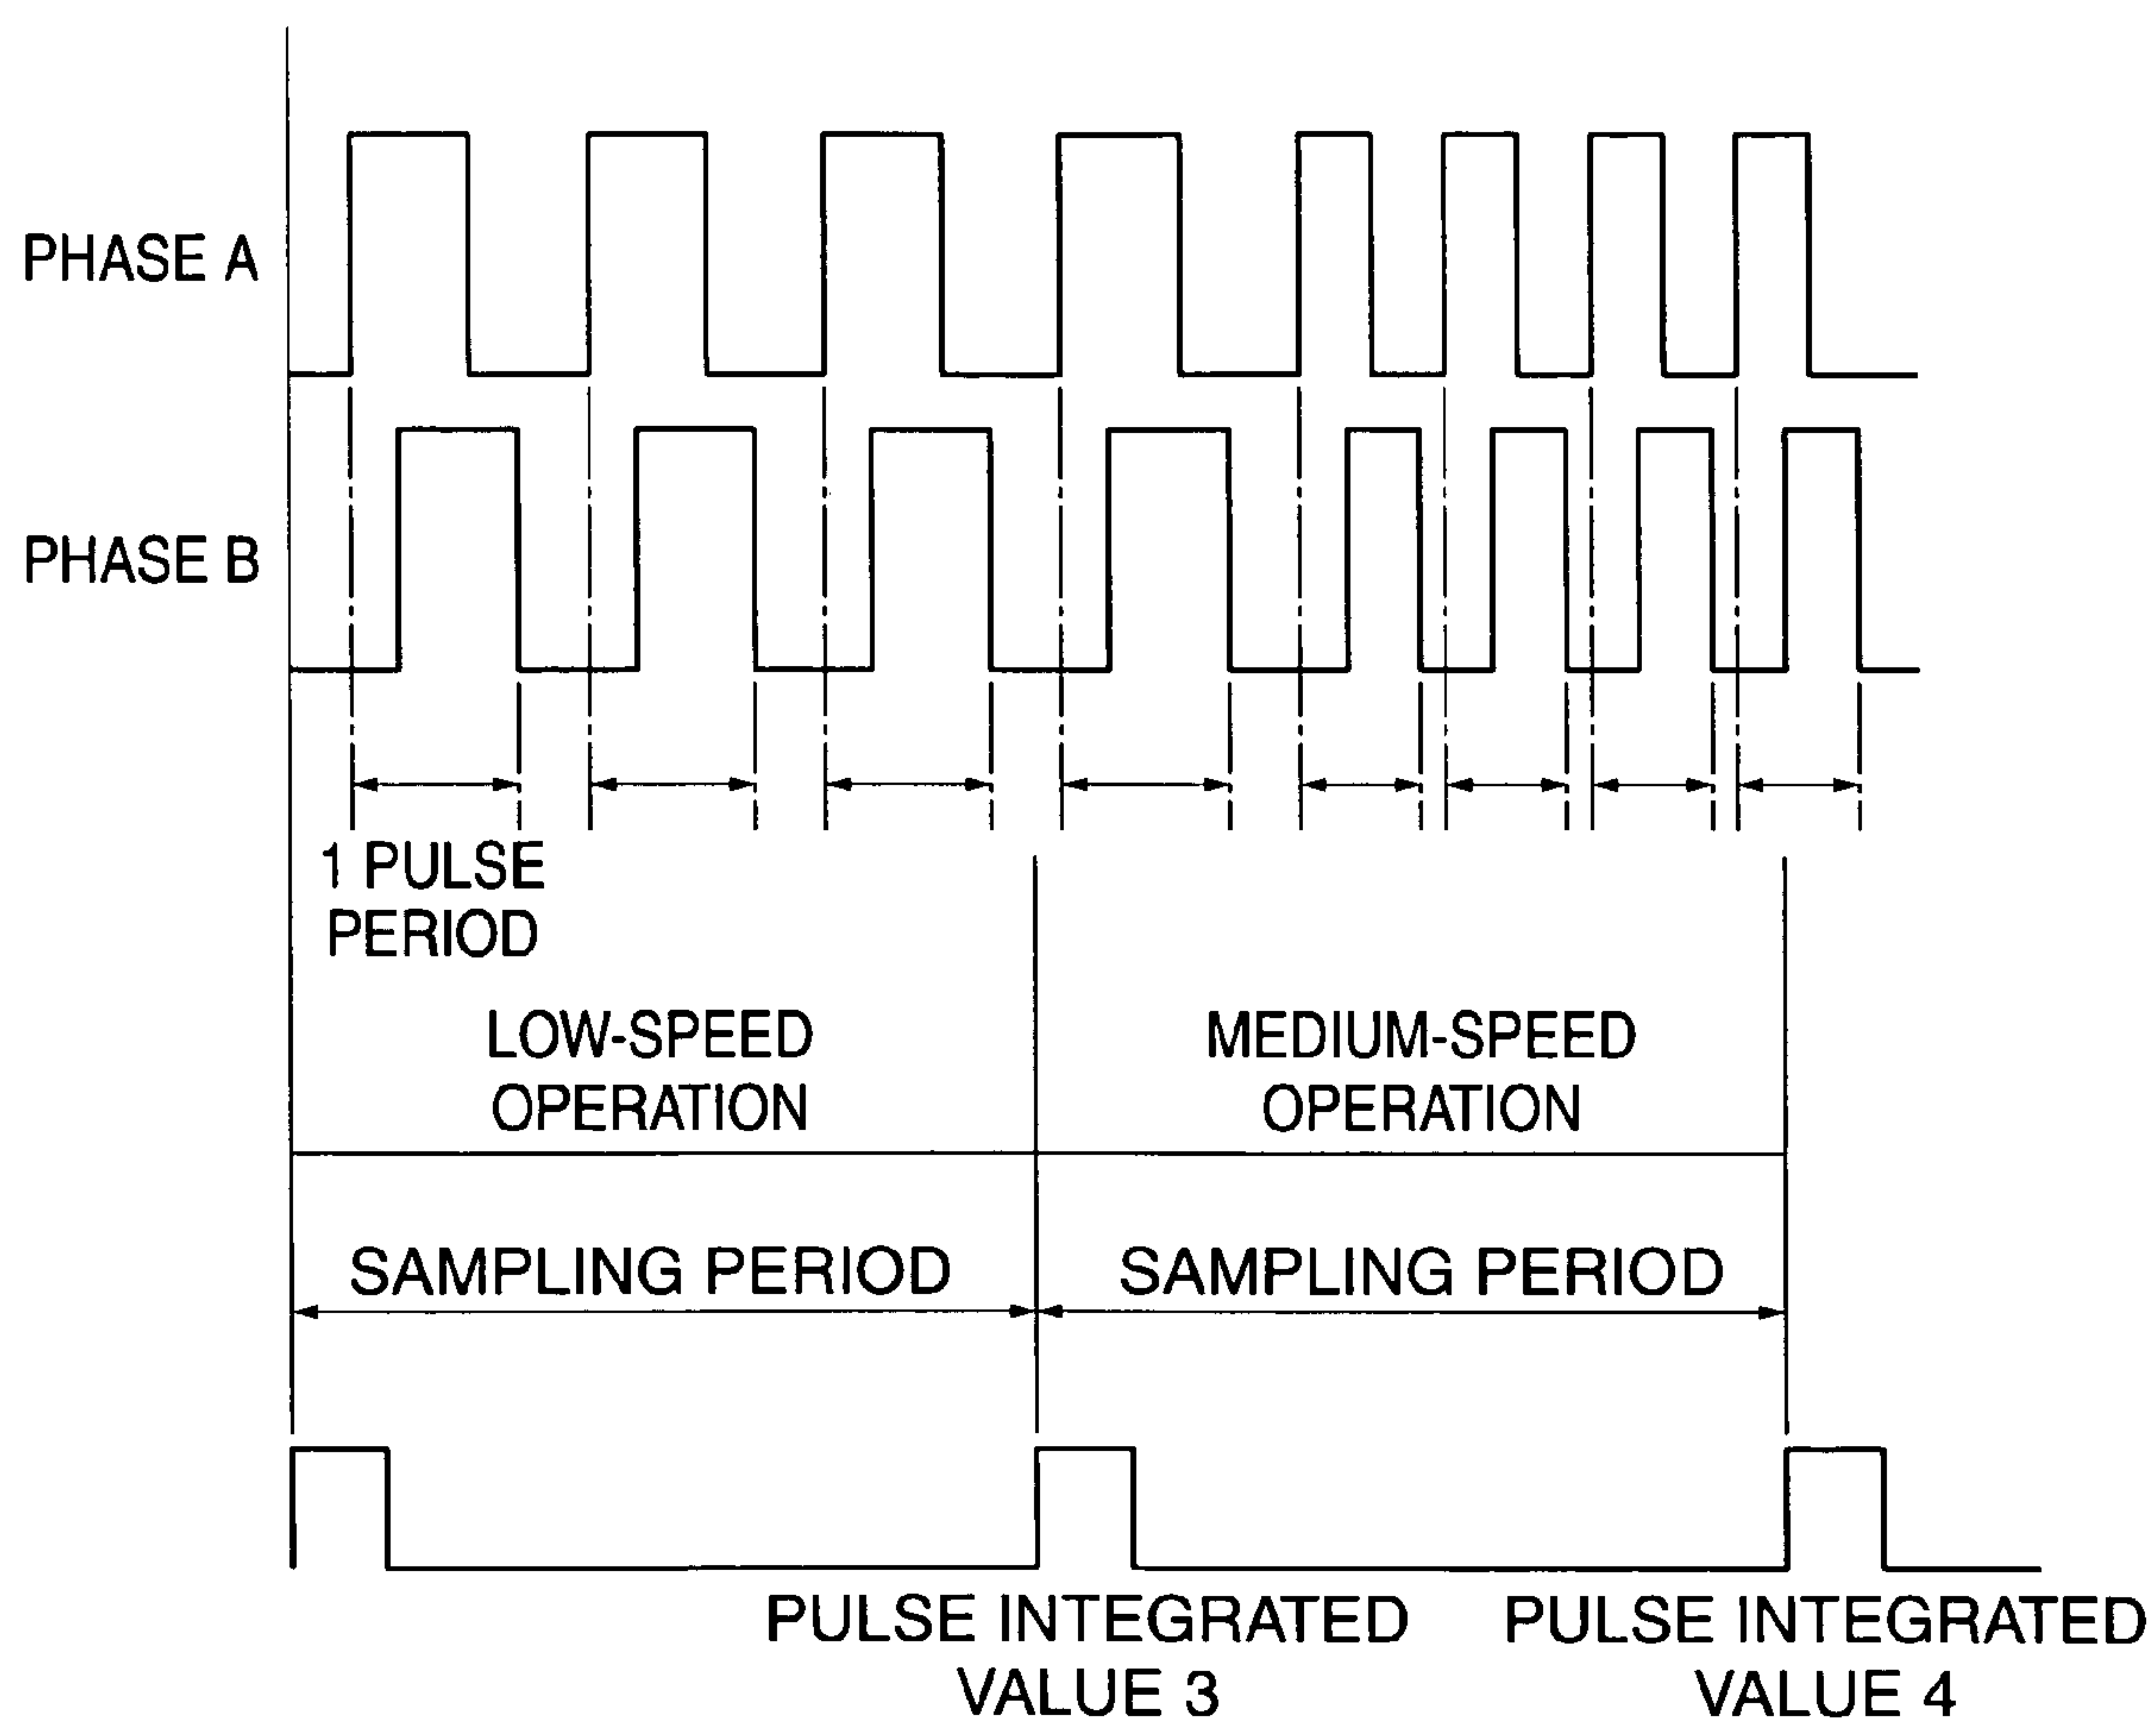 PHASE A
PHASE B
1 PULSE
PERIOD
LOW-SPEED
OPERATION
MEDIUM-SPEED
OPERATION
SAMPLING PERIOD
SAMPLING PERIOD
PULSE INTEGRATED
VALUE 3
PULSE INTEGRATED
VALUE 4